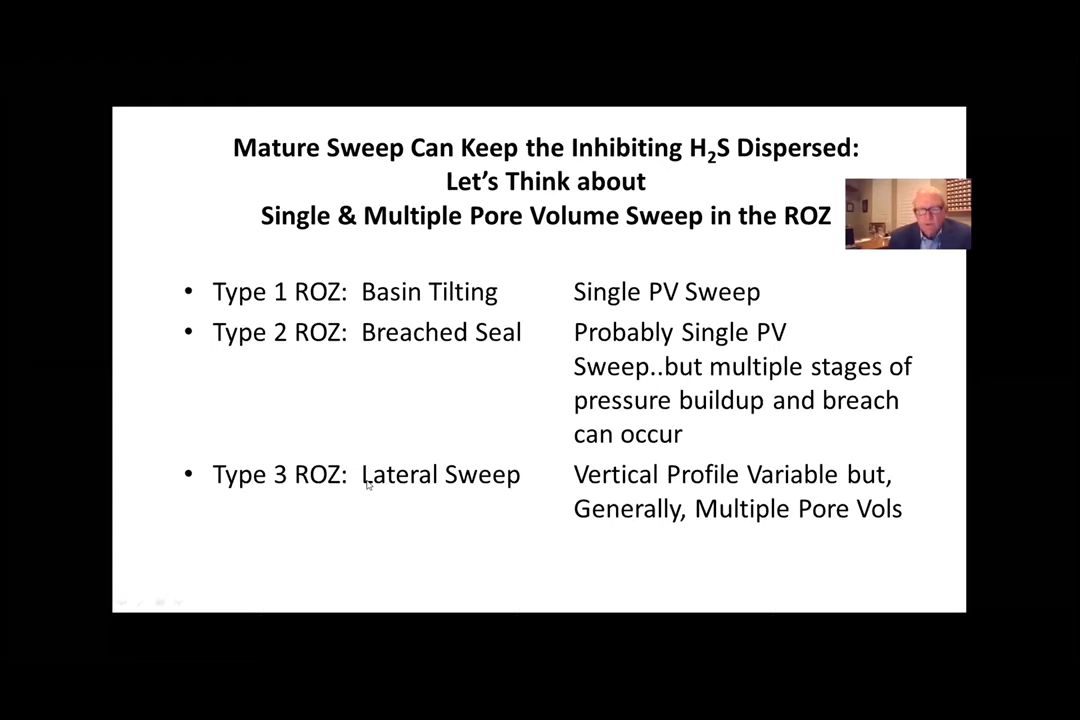 Mature Sweep Can Keep the Inhibiting H₂S Dispersed:
Let's Think about
Single & Multiple Pore Volume Sweep in the ROZ
• Type 1 ROZ: Basin Tilting Single PV Sweep
• Type 2 ROZ: Breached Seal Probably Single PV
Sweep..but multiple stages of
pressure buildup and breach
can occur
• Type 3 ROZ: Lateral Sweep Vertical Profile Variable but,
Generally, Multiple Pore Vols